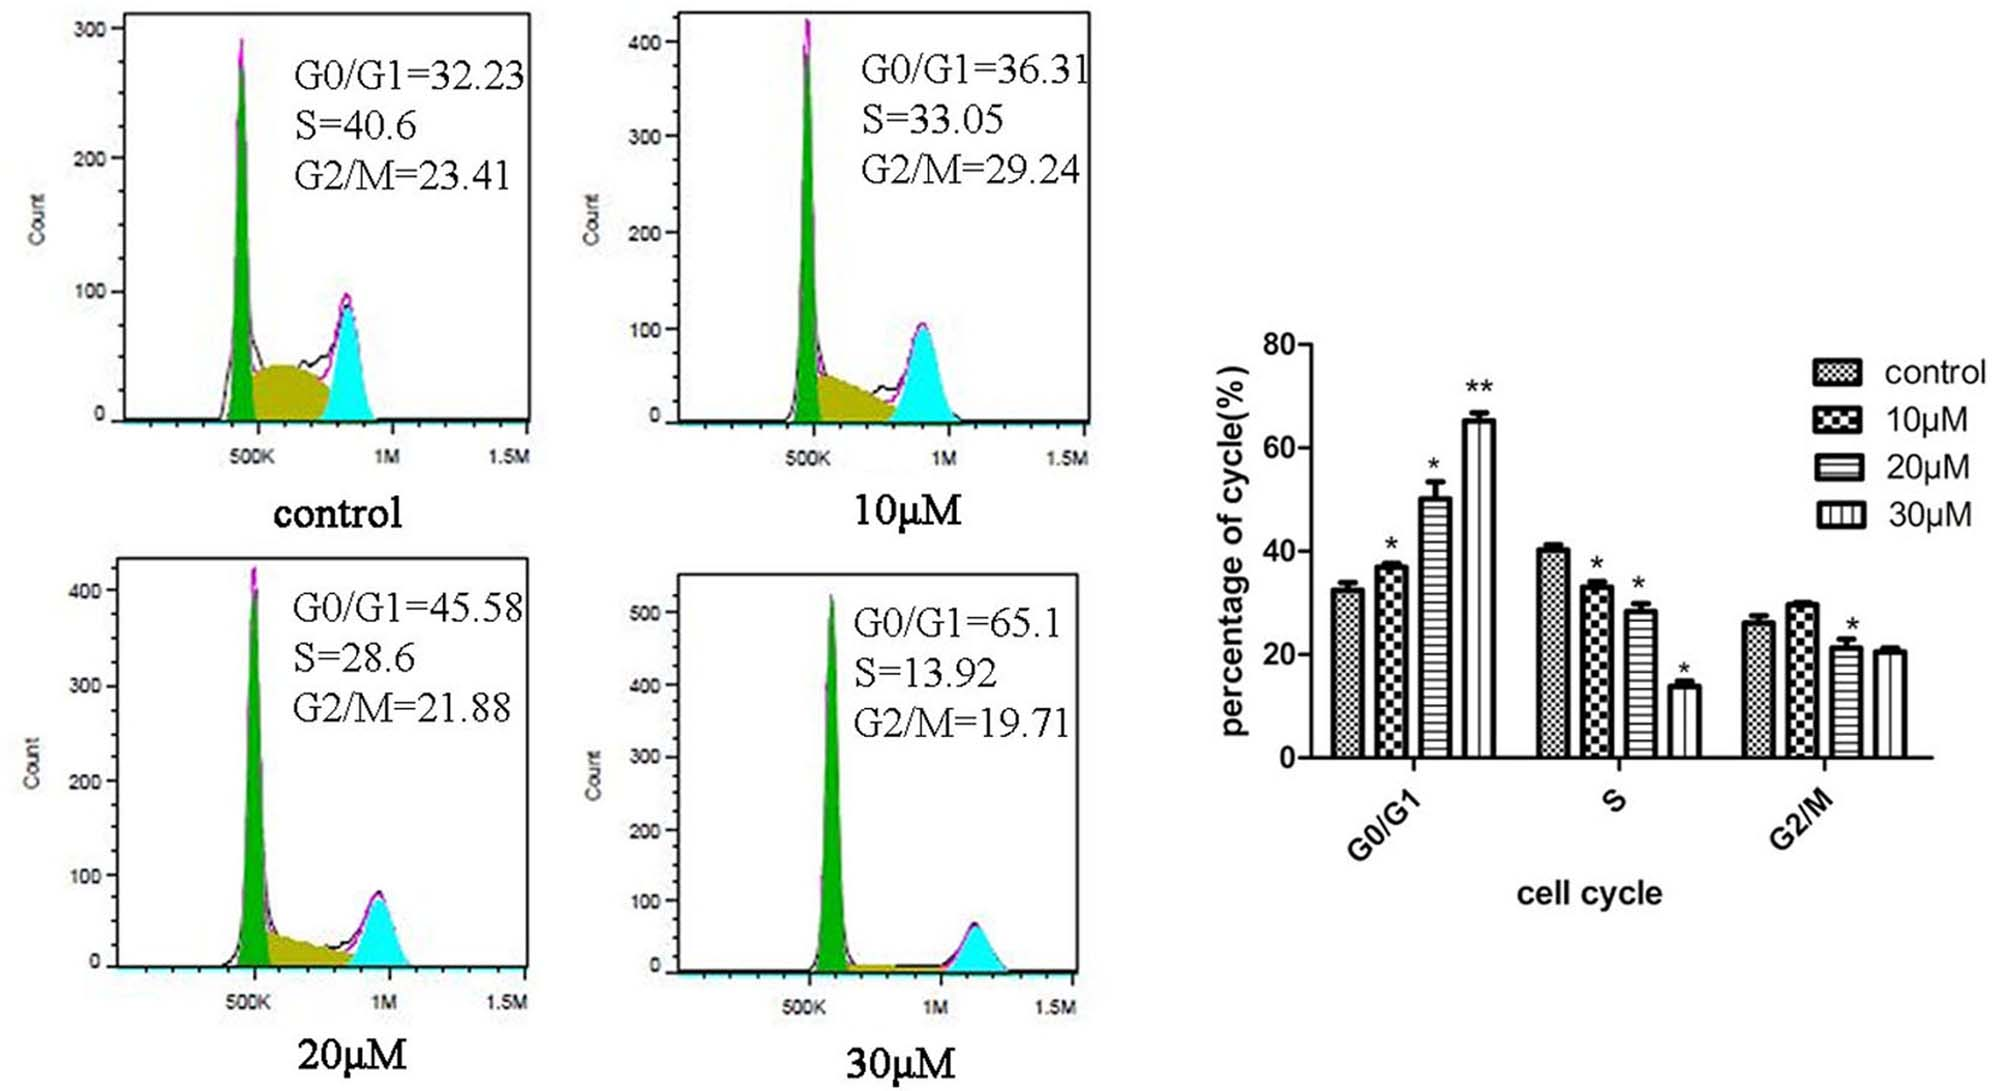 300
200
100
0
Count
G0/G1=32.23
S=40.6
G2/M=23.41
500K 1M 1.5M
control
400
300
200
100
0
Count
G0/G1=36.31
S=33.05
G2/M=29.24
500K 1M 1.5M
10μM
400
300
200
100
0
Count
G0/G1=45.58
S=28.6
G2/M=21.88
500K 1M 1.5M
20μM
500
400
300
200
100
0
Count
G0/G1=65.1
S=13.92
G2/M=19.71
500K 1M 1.5M
30μM
percentage of cycle(%)
80
60
40
20
0
*
*
**
*
*
*
*
G0/G1
S
G2/M
cell cycle
control
10μM
20μM
30μM